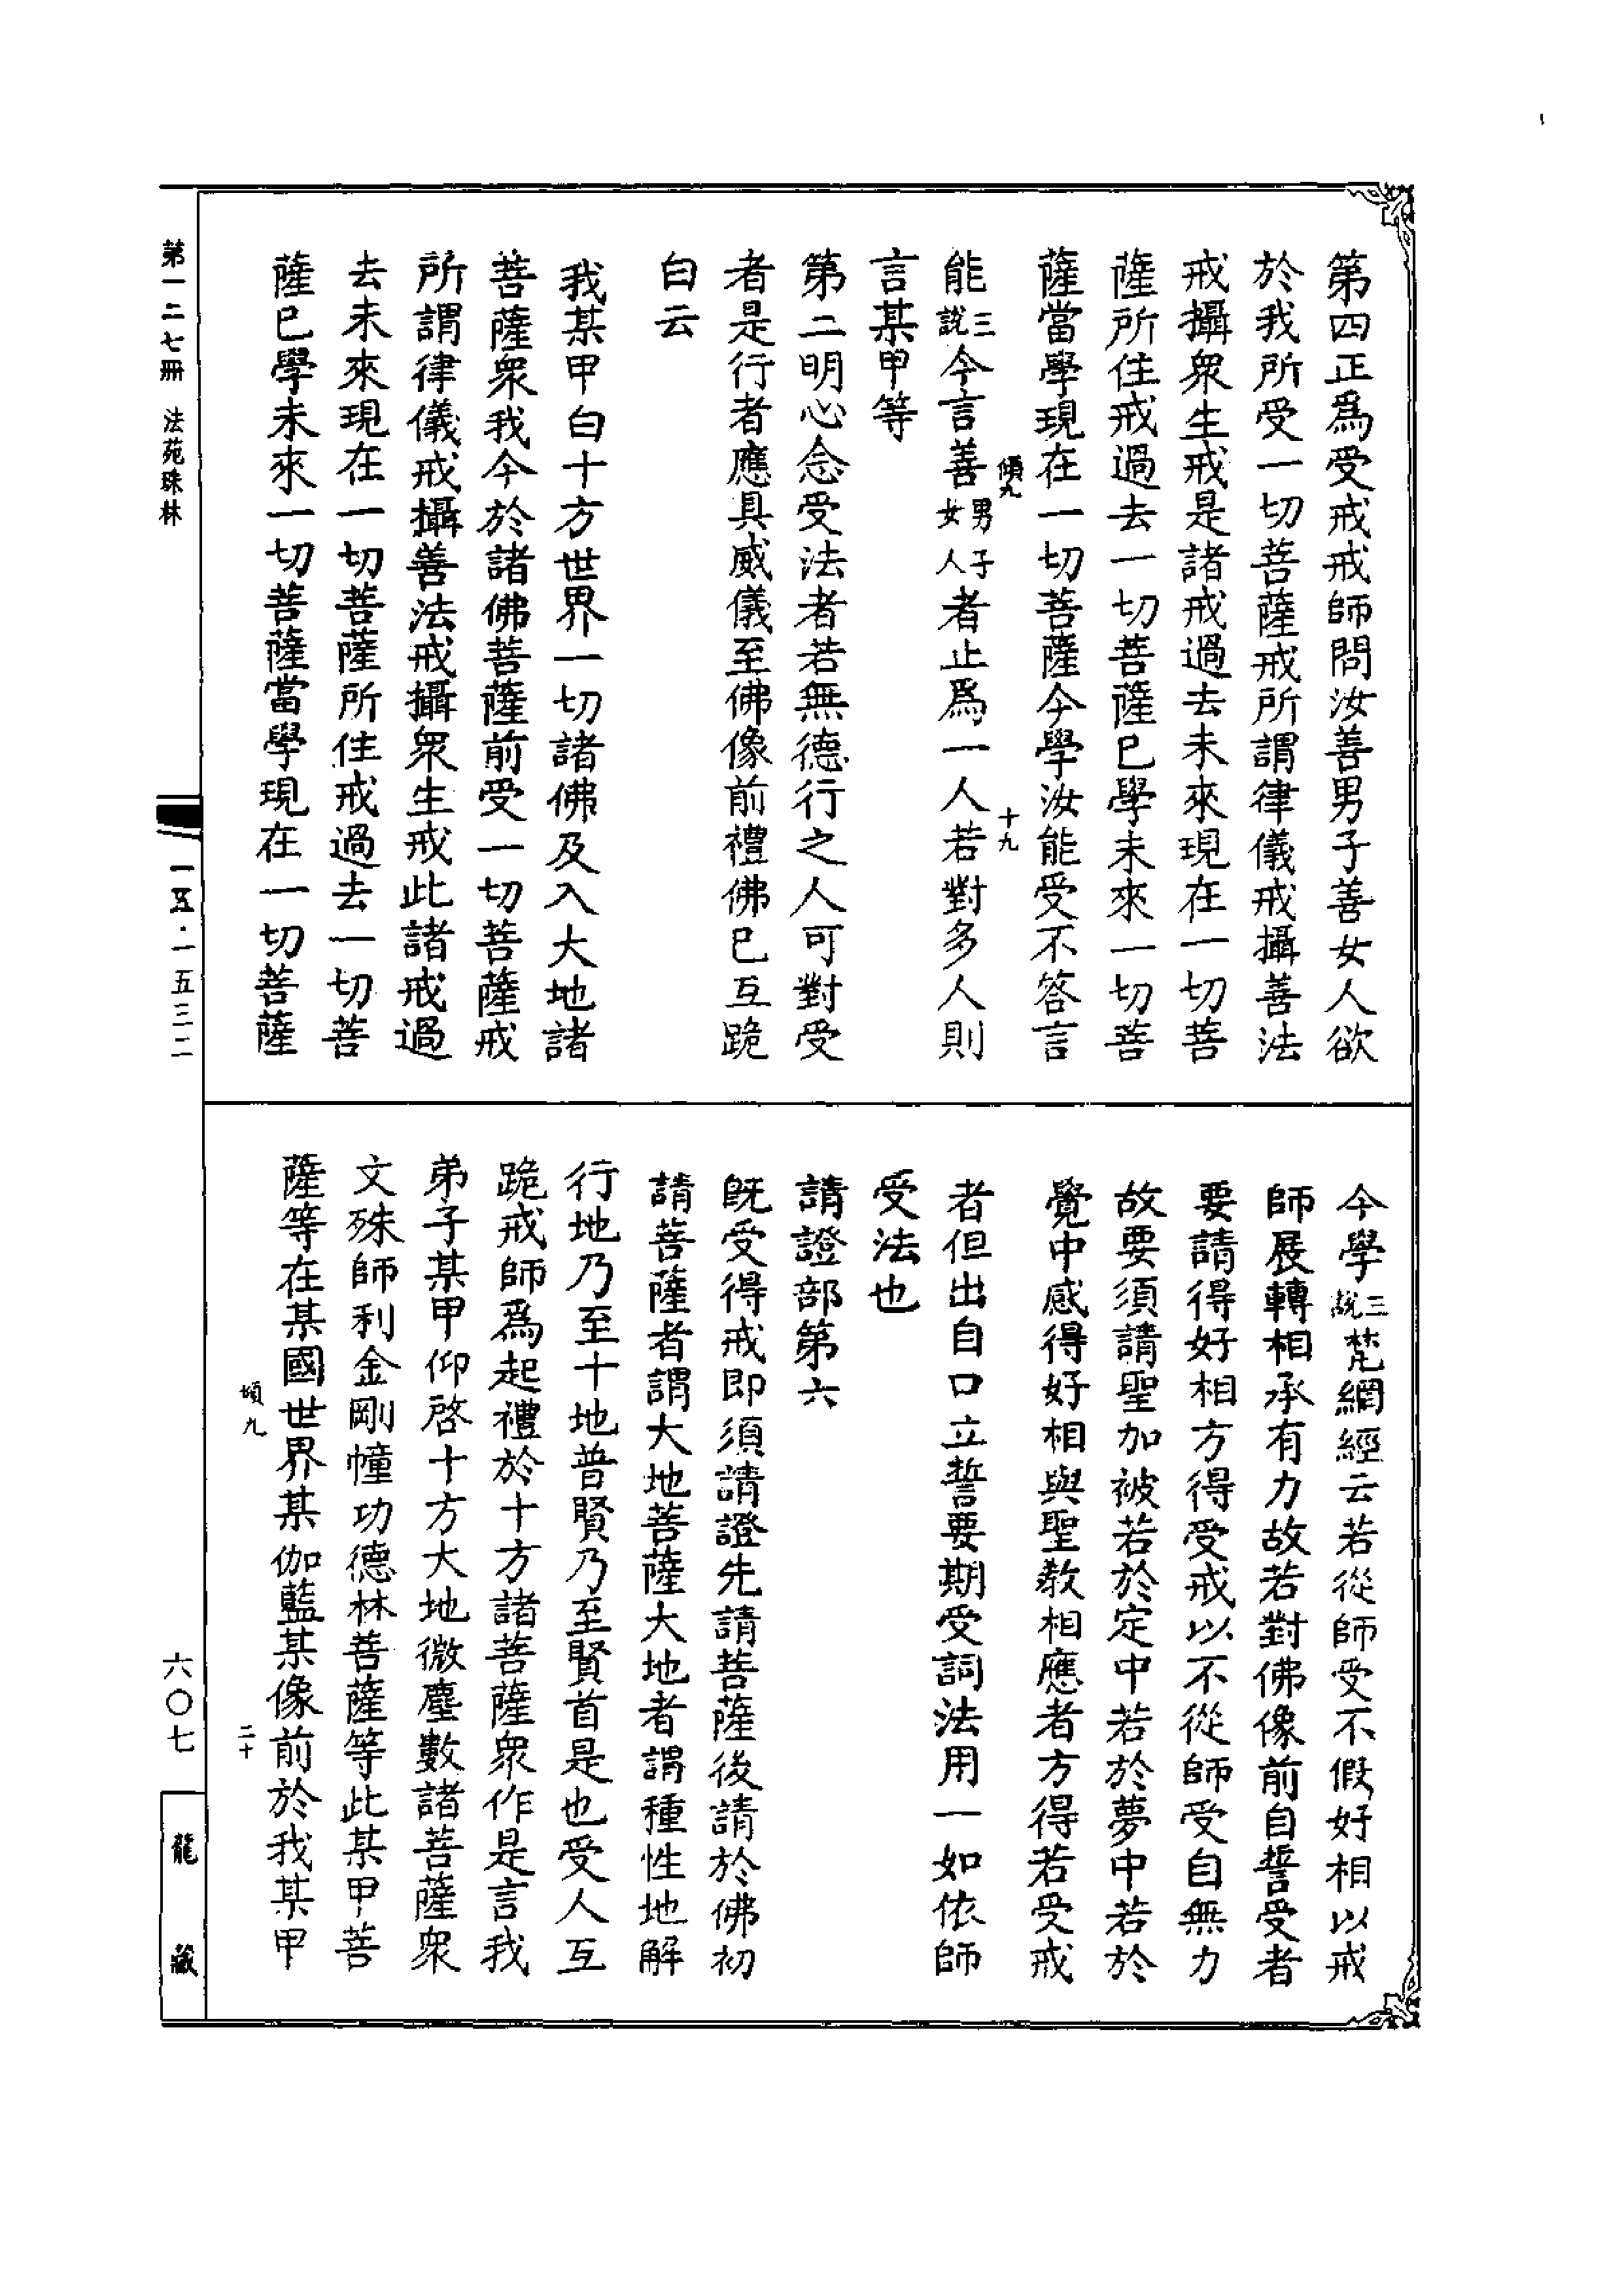 第四正爲受戒戒師問汝善男子善女人欲
於我所受一切菩薩戒所謂律儀戒攝善法
戒攝衆生戒是諸戒過去未來現在一切菩
薩所住戒過去一切菩薩已學未來一切菩
薩當學現在一切菩薩今學汝能受不答言
傾九
十九
能三說今言善男子女人者止爲一人若對多人則
言某甲等
第二明心念受法者若無德行之人可對受
者是行者應具威儀至佛像前禮佛已互跪
白云
我某甲白十方世界一切諸佛及入大地諸
菩薩衆我今於諸佛菩薩前受一切菩薩戒
所謂律儀戒攝善法戒攝衆生戒此諸戒過
去未來現在一切菩薩所住戒過去一切菩
薩已學未來一切菩薩當學現在一切菩薩
今學三說梵網經云若從師受不假好相以戒
師展轉相承有力故若對佛像前自誓受者
要請得好相方得受戒以不從師受自無力
故要須請聖加被若於定中若於夢中若於
覺中感得好相與聖教相應者方得若受戒
者但出自口立誓要期受詞法用一如依師
受法也
請證部第六
旣受得戒即須請證先請菩薩後請於佛初
請菩薩者謂大地菩薩大地者謂種性地解
行地乃至十地普賢乃至賢首是也受人互
跪戒師爲起禮於十方諸菩薩衆作是言我
弟子某甲仰啓十方大地微塵數諸菩薩衆
文殊師利金剛幢功德林菩薩等此某甲菩
薩等在某國世界某伽藍某像前於我某甲
傾九
二十
第一二七冊 法苑珠林
一五·一五三二
六〇七
龍藏